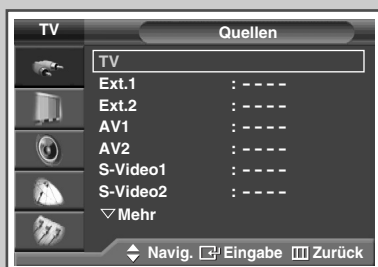 TV Quellen
TV
Ext.1 : - - - -
Ext.2 : - - - -
AV1 : - - - -
AV2 : - - - -
S-Video1 : - - - -
S-Video2 : - - - -
▽Mehr
Navig. Eingabe Zurück